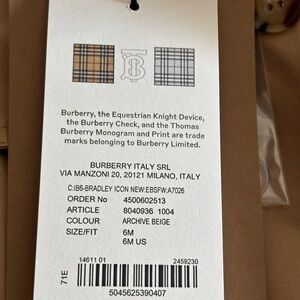 Burberry, the Equestrian Knight Device,
the Burberry Check, and the Thomas
Burberry Monogram and Print are trade
marks belonging to Burberry Limited.
BURBERRY ITALY SRL
VIA MANZONI 20, 20121 MILANO, ITALY
C:IB6-BRADLEY ICON NEW:EBSFW:A7026
ORDER No 4500602513
ARTICLE 8040936 1004
COLOUR ARCHIVE BEIGE
SIZE/FIT 6M
6M US
14611 01 2459230
71E
5045625390407